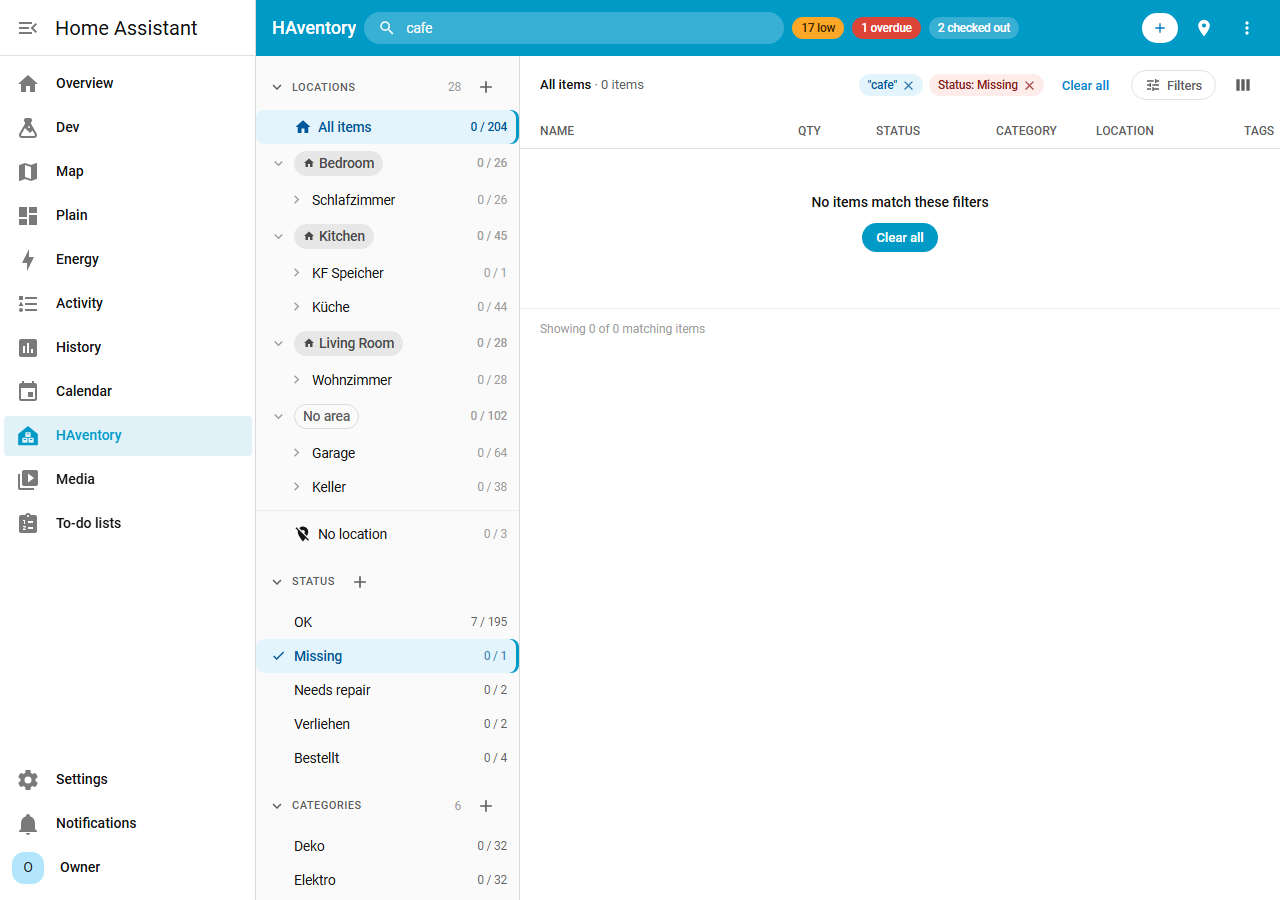 Home Assistant
Overview
Dev
Map
Plain
Energy
Activity
History
Calendar
HAventory
Media
To-do lists
Settings
Notifications
O Owner
HAventory
cafe
17 low
1 overdue
2 checked out
LOCATIONS 28
All items 0 / 204
Bedroom 0 / 26
Schlafzimmer 0 / 26
Kitchen 0 / 45
KF Speicher 0 / 1
Küche 0 / 44
Living Room 0 / 28
Wohnzimmer 0 / 28
No area 0 / 102
Garage 0 / 64
Keller 0 / 38
No location 0 / 3
STATUS
OK 7 / 195
Missing 0 / 1
Needs repair 0 / 2
Verliehen 0 / 2
Bestellt 0 / 4
CATEGORIES 6
Deko 0 / 32
Elektro 0 / 32
All items · 0 items
"cafe"
Status: Missing
Clear all
Filters
NAME QTY STATUS CATEGORY LOCATION TAGS
No items match these filters
Clear all
Showing 0 of 0 matching items